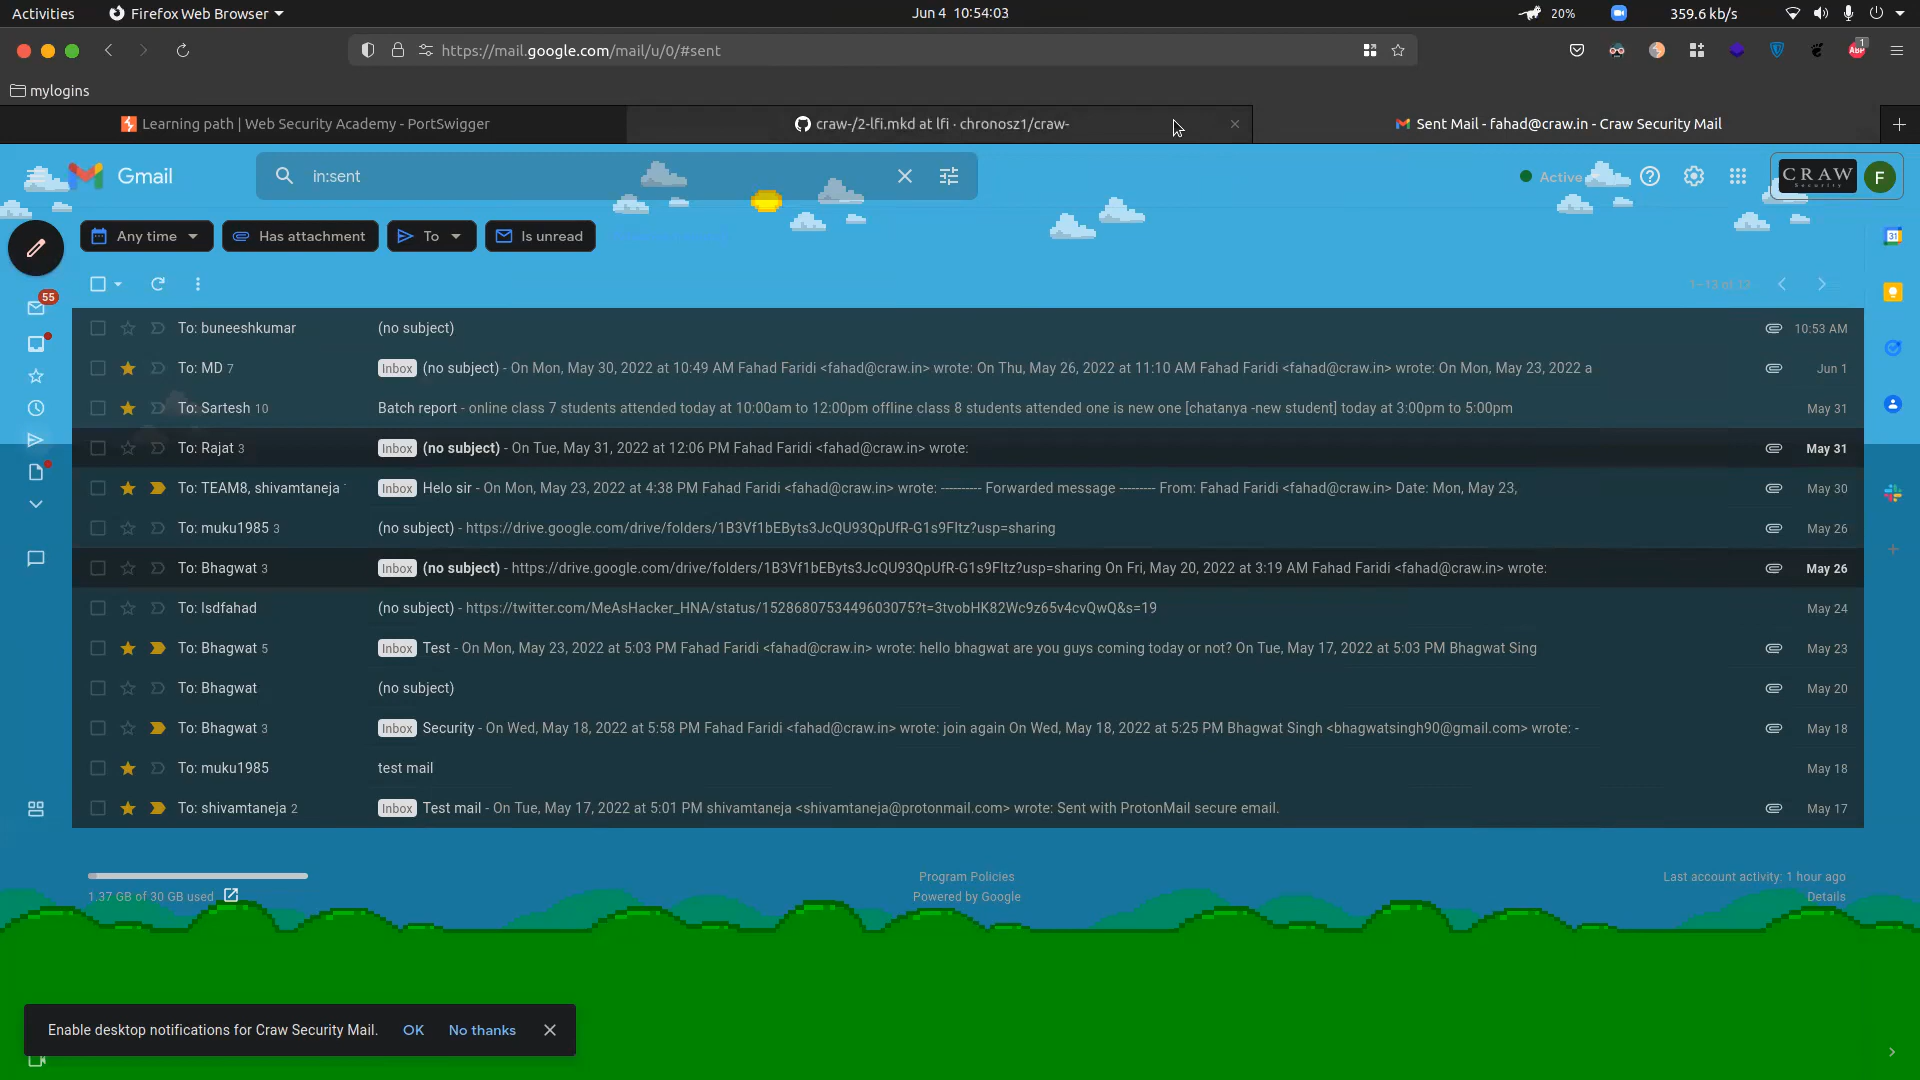 Activities Firefox Web Browser Jun 4 10:54:03 20% 359.6 kb/s
https://mail.google.com/mail/u/0/#sent 1 ABP
mylogins
Learning path | Web Security Academy - PortSwigger craw-/2-lfi.mkd at lfi · chronosz1/craw- Sent Mail - fahad@craw.in - Craw Security Mail
Gmail in:sent Active CRAW Security F
Any time Has attachment To Is unread 31
1–13 of 13
55
To: buneeshkumar (no subject) 10:53 AM
To: MD 7 Inbox (no subject) - On Mon, May 30, 2022 at 10:49 AM Fahad Faridi <fahad@craw.in> wrote: On Thu, May 26, 2022 at 11:10 AM Fahad Faridi <fahad@craw.in> wrote: On Mon, May 23, 2022 a Jun 1
To: Sartesh 10 Batch report - online class 7 students attended today at 10:00am to 12:00pm offline class 8 students attended one is new one [chatanya -new student] today at 3:00pm to 5:00pm May 31
To: Rajat 3 Inbox (no subject) - On Tue, May 31, 2022 at 12:06 PM Fahad Faridi <fahad@craw.in> wrote: May 31
To: TEAM8, shivamtaneja Inbox Helo sir - On Mon, May 23, 2022 at 4:38 PM Fahad Faridi <fahad@craw.in> wrote: ---------- Forwarded message --------- From: Fahad Faridi <fahad@craw.in> Date: Mon, May 23, May 30
To: muku1985 3 (no subject) - https://drive.google.com/drive/folders/1B3Vf1bEByts3JcQU93QpUfR-G1s9FItz?usp=sharing May 26
To: Bhagwat 3 Inbox (no subject) - https://drive.google.com/drive/folders/1B3Vf1bEByts3JcQU93QpUfR-G1s9FItz?usp=sharing On Fri, May 20, 2022 at 3:19 AM Fahad Faridi <fahad@craw.in> wrote: May 26
To: lsdfahad (no subject) - https://twitter.com/MeAsHacker_HNA/status/1528680753449603075?t=3tvobHK82Wc9z65v4cvQwQ&s=19 May 24
To: Bhagwat 5 Inbox Test - On Mon, May 23, 2022 at 5:03 PM Fahad Faridi <fahad@craw.in> wrote: hello bhagwat are you guys coming today or not? On Tue, May 17, 2022 at 5:03 PM Bhagwat Sing May 23
To: Bhagwat (no subject) May 20
To: Bhagwat 3 Inbox Security - On Wed, May 18, 2022 at 5:58 PM Fahad Faridi <fahad@craw.in> wrote: join again On Wed, May 18, 2022 at 5:25 PM Bhagwat Singh <bhagwatsingh90@gmail.com> wrote: - May 18
To: muku1985 test mail May 18
To: shivamtaneja 2 Inbox Test mail - On Tue, May 17, 2022 at 5:01 PM shivamtaneja <shivamtaneja@protonmail.com> wrote: Sent with ProtonMail secure email. May 17
Program Policies Last account activity: 1 hour ago
1.37 GB of 30 GB used Powered by Google Details
Enable desktop notifications for Craw Security Mail. OK No thanks